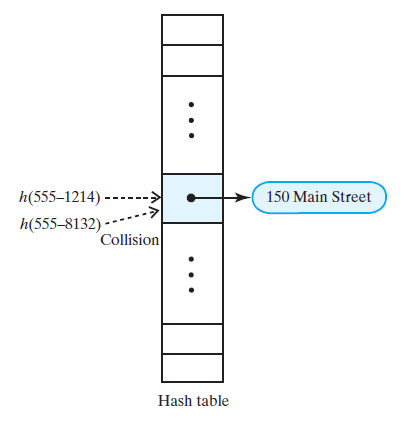 h(555–1214)
150 Main Street
h(555–8132)
Collision
Hash table